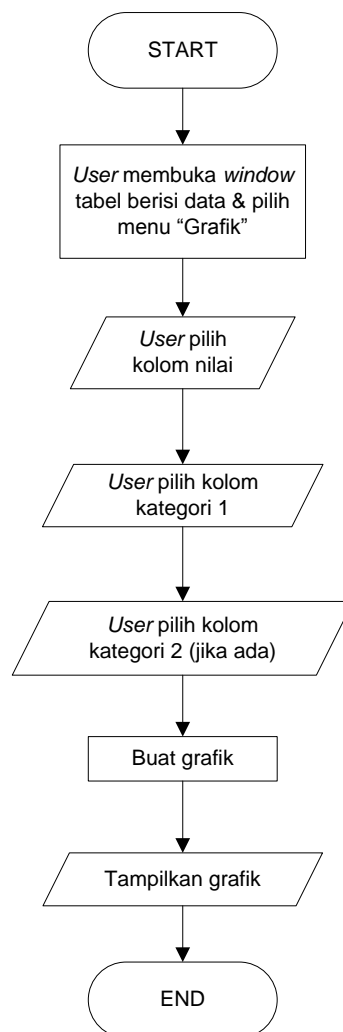 START
User membuka window
tabel berisi data & pilih
menu “Grafik”
User pilih
kolom nilai
User pilih kolom
kategori 1
User pilih kolom
kategori 2 (jika ada)
Buat grafik
Tampilkan grafik
END